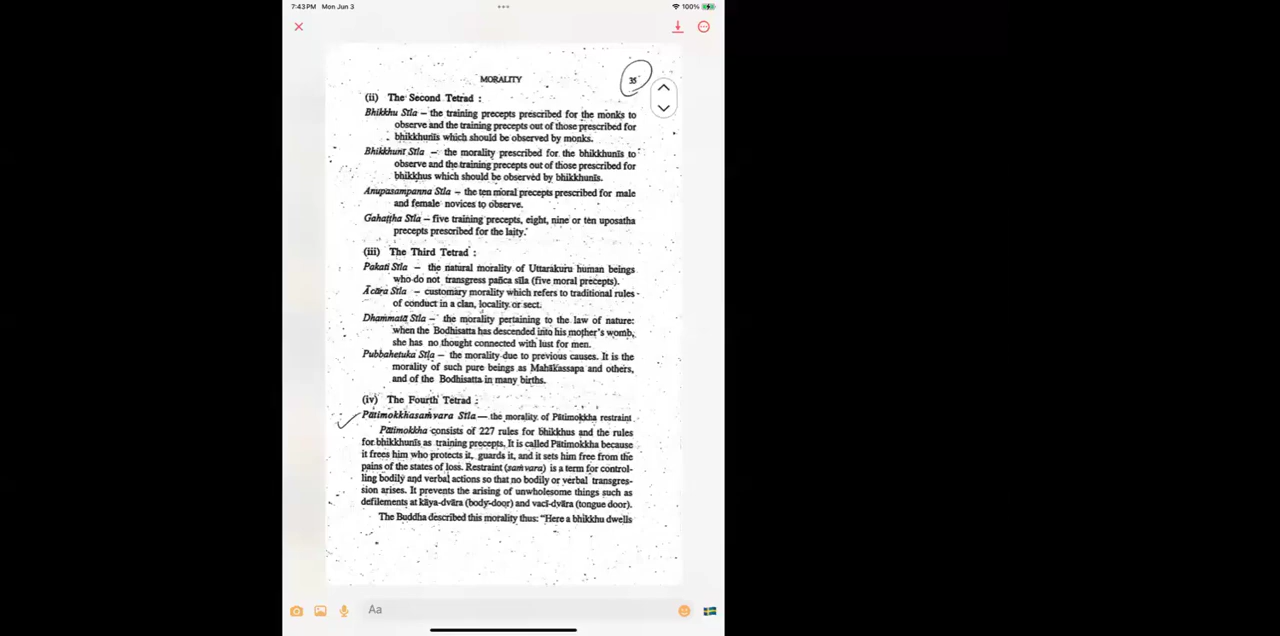 7:43PM Mon Jun 3
100%
MORALITY
35
(ii) The Second Tetrad :
Bhikkhu Sīla – the training precepts prescribed for the monks to
observe and the training precepts out of those prescribed for
bhikkhunīs which should be observed by monks.
Bhikkhunī Sīla – the morality prescribed for the bhikkhunīs to
observe and the training precepts out of those prescribed for
bhikkhus which should be observed by bhikkhunīs.
Anupasampanna Sīla – the ten moral precepts prescribed for male
and female novices to observe.
Gahaṭṭha Sīla – five training precepts, eight, nine or ten uposatha
precepts prescribed for the laity.
(iii) The Third Tetrad :
Pakati Sīla – the natural morality of Uttarakuru human beings
who do not transgress pañca sīla (five moral precepts).
Ācāra Sīla – customary morality which refers to traditional rules
of conduct in a clan, locality or sect.
Dhammatā Sīla – the morality pertaining to the law of nature:
when the Bodhisatta has descended into his mother's womb,
she has no thought connected with lust for men.
Pubbahetuka Sīla – the morality due to previous causes. It is the
morality of such pure beings as Mahākassapa and others,
and of the Bodhisatta in many births.
(iv) The Fourth Tetrad :
Pātimokkhasaṁvara Sīla — the morality of Pātimokkha restraint
Pātimokkha consists of 227 rules for bhikkhus and the rules
for bhikkhunīs as training precepts. It is called Pātimokkha because
it frees him who protects it, guards it, and it sets him free from the
pains of the states of loss. Restraint (saṁvara) is a term for control-
ling bodily and verbal actions so that no bodily or verbal transgres-
sion arises. It prevents the arising of unwholesome things such as
defilements at kāya-dvāra (body-door) and vacī-dvāra (tongue door).
The Buddha described this morality thus: "Here a bhikkhu dwells
Aa